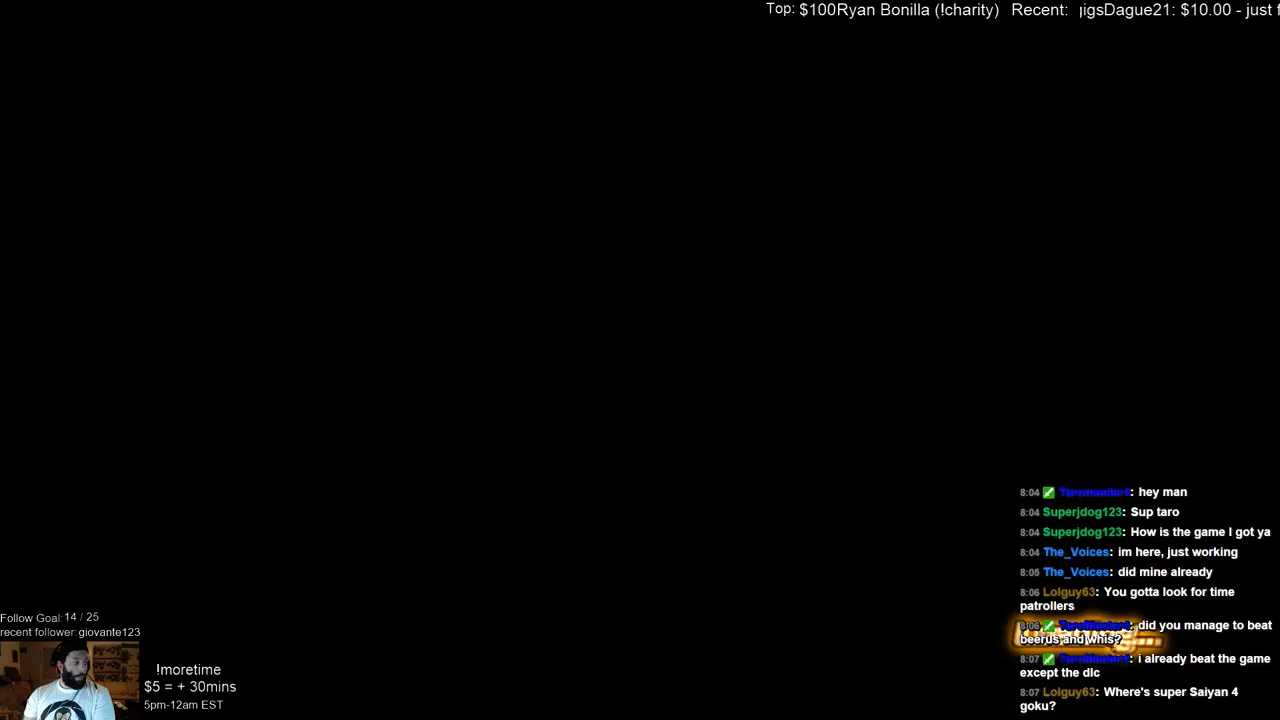 Top: $100Ryan Bonilla (!charity) Recent: igsDague21: $10.00 - just
8:04 : hey man
8:04 Superjdog123: Sup taro
8:04 Superjdog123: How is the game I got ya
8:04 The_Voices: im here, just working
8:05 The_Voices: did mine already
8:06 Lolguy63: You gotta look for time
patrollers
8:06 : did you manage to beat
beerus and whis?
8:07 : i already beat the game
except the dlc
8:07 Lolguy63: Where's super Saiyan 4
goku?
Follow Goal: 14 / 25
recent follower: giovante123
!moretime
$5 = + 30mins
5pm-12am EST